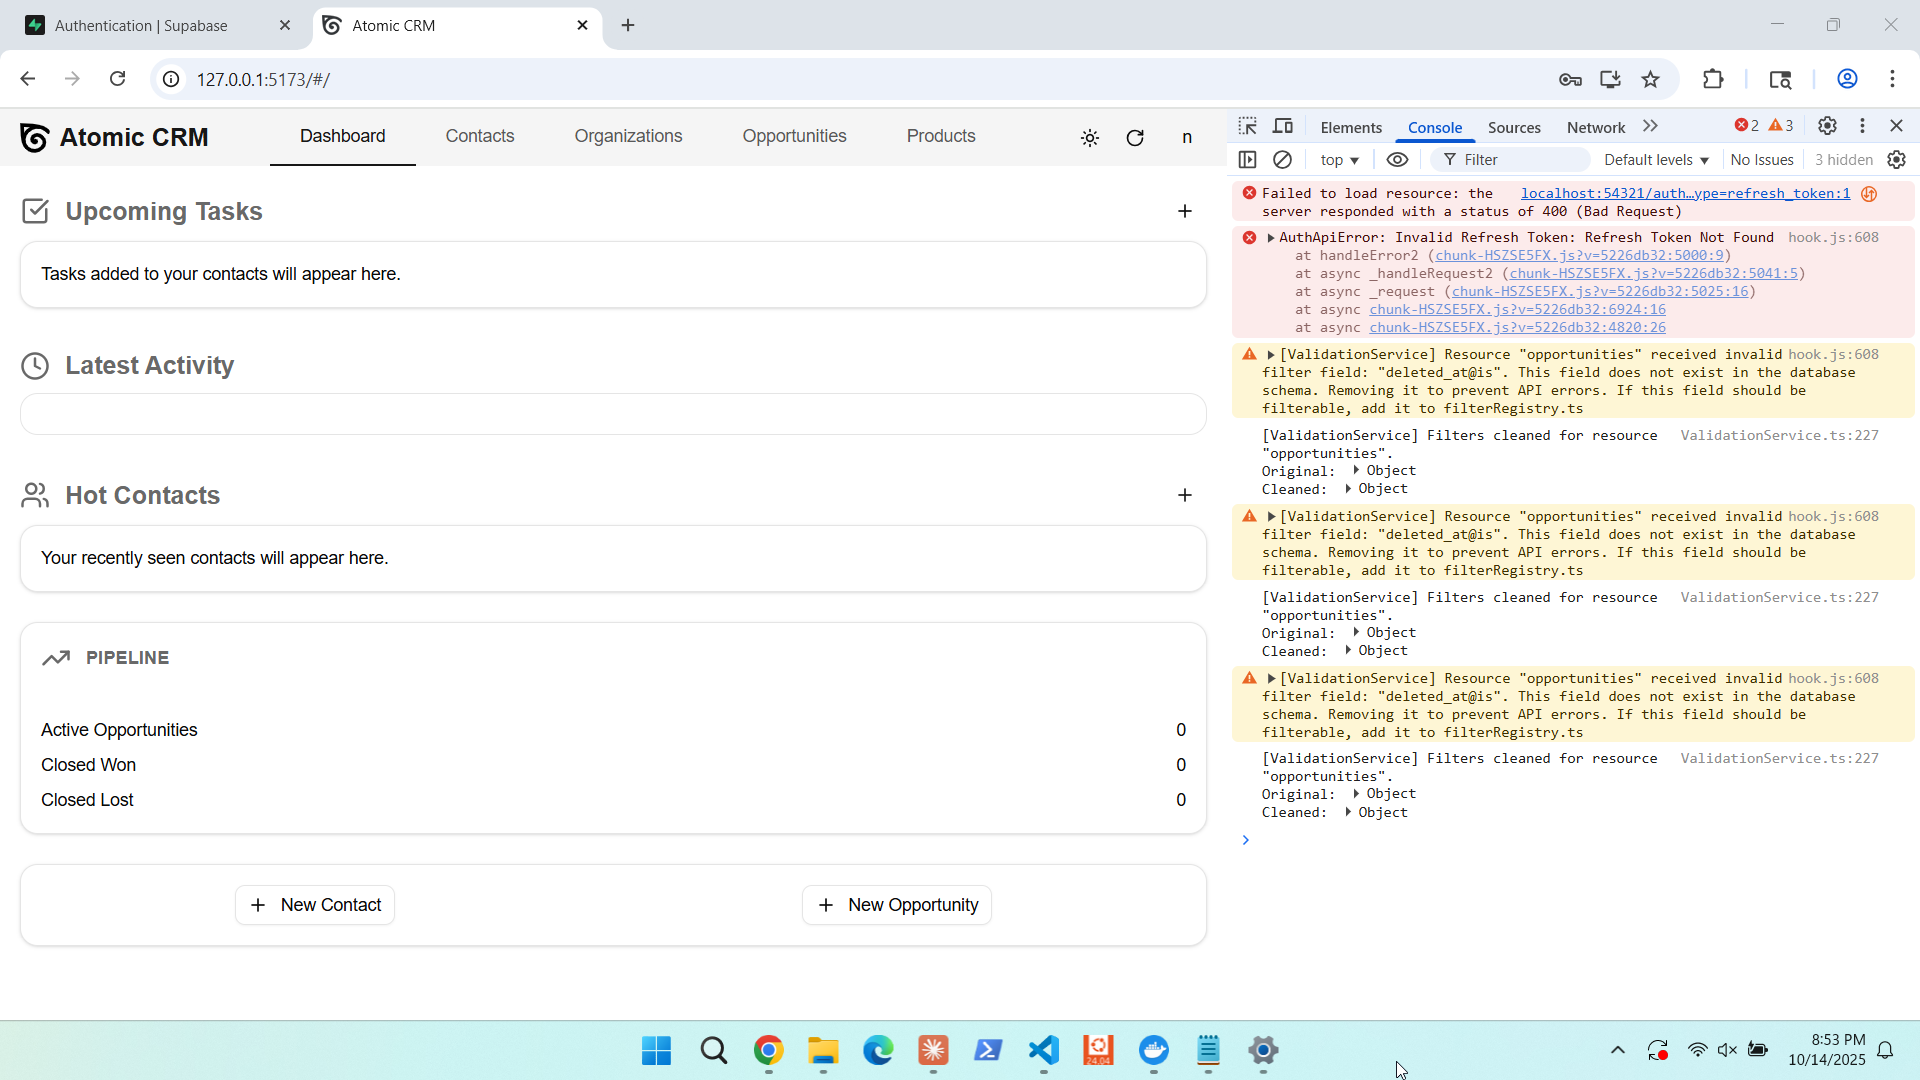 Authentication | Supabase
Atomic CRM
127.0.0.1:5173/#/
Atomic CRM
Dashboard
Contacts
Organizations
Opportunities
Products
n
Upcoming Tasks
Tasks added to your contacts will appear here.
Latest Activity
Hot Contacts
Your recently seen contacts will appear here.
PIPELINE
Active Opportunities 0
Closed Won 0
Closed Lost 0
New Contact
New Opportunity
Elements
Console
Sources
Network
2
3
top
Filter
Default levels
No Issues
3 hidden
Failed to load resource: the localhost:54321/auth…ype=refresh_token:1
server responded with a status of 400 (Bad Request)
AuthApiError: Invalid Refresh Token: Refresh Token Not Found hook.js:608
at handleError2 (chunk-HSZSE5FX.js?v=5226db32:5000:9)
at async _handleRequest2 (chunk-HSZSE5FX.js?v=5226db32:5041:5)
at async _request (chunk-HSZSE5FX.js?v=5226db32:5025:16)
at async chunk-HSZSE5FX.js?v=5226db32:6924:16
at async chunk-HSZSE5FX.js?v=5226db32:4820:26
[ValidationService] Resource "opportunities" received invalid hook.js:608
filter field: "deleted_at@is". This field does not exist in the database
schema. Removing it to prevent API errors. If this field should be
filterable, add it to filterRegistry.ts
[ValidationService] Filters cleaned for resource ValidationService.ts:227
"opportunities".
Original: Object
Cleaned: Object
[ValidationService] Resource "opportunities" received invalid hook.js:608
filter field: "deleted_at@is". This field does not exist in the database
schema. Removing it to prevent API errors. If this field should be
filterable, add it to filterRegistry.ts
[ValidationService] Filters cleaned for resource ValidationService.ts:227
"opportunities".
Original: Object
Cleaned: Object
[ValidationService] Resource "opportunities" received invalid hook.js:608
filter field: "deleted_at@is". This field does not exist in the database
schema. Removing it to prevent API errors. If this field should be
filterable, add it to filterRegistry.ts
[ValidationService] Filters cleaned for resource ValidationService.ts:227
"opportunities".
Original: Object
Cleaned: Object
24.04
8:53 PM
10/14/2025